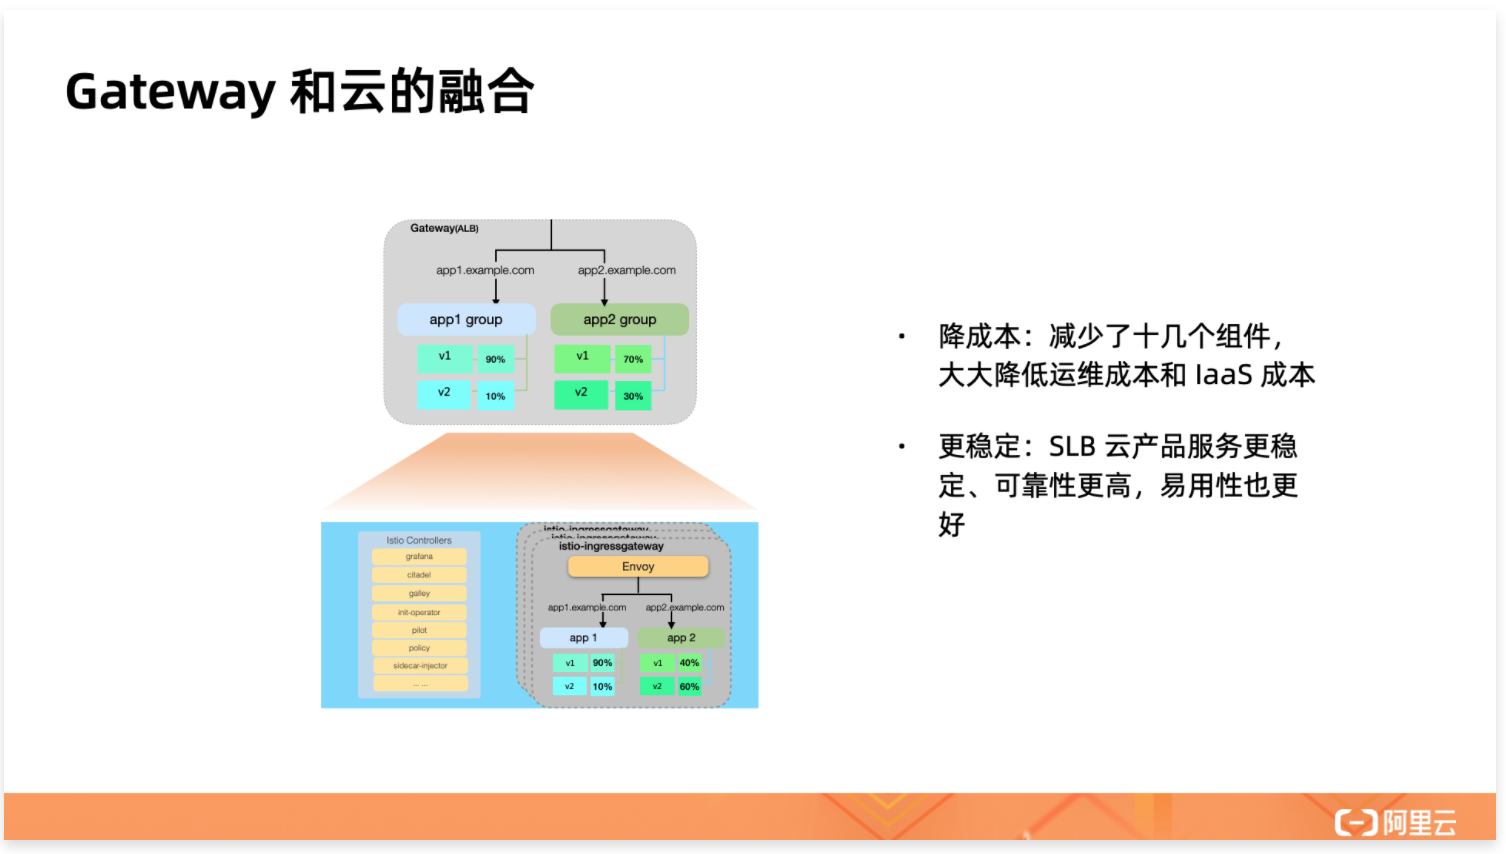 Gateway 和云的融合
Gateway(ALB)
app1.example.com
app2.example.com
app1 group
app2 group
v1 90%
v2 10%
v1 70%
v2 30%
降成本：减少了十几个组件，
大大降低运维成本和 IaaS 成本
更稳定：SLB 云产品服务更稳
定、可靠性更高，易用性也更
好
Istio Controllers
grafana
citadel
galley
init-operator
pilot
policy
sidecar-injector
... ...
istio-ingressgateway
istio-ingressgateway
istio-ingressgateway
Envoy
app1.example.com
app2.example.com
app 1
app 2
v1 90%
v2 10%
v1 40%
v2 60%
阿里云